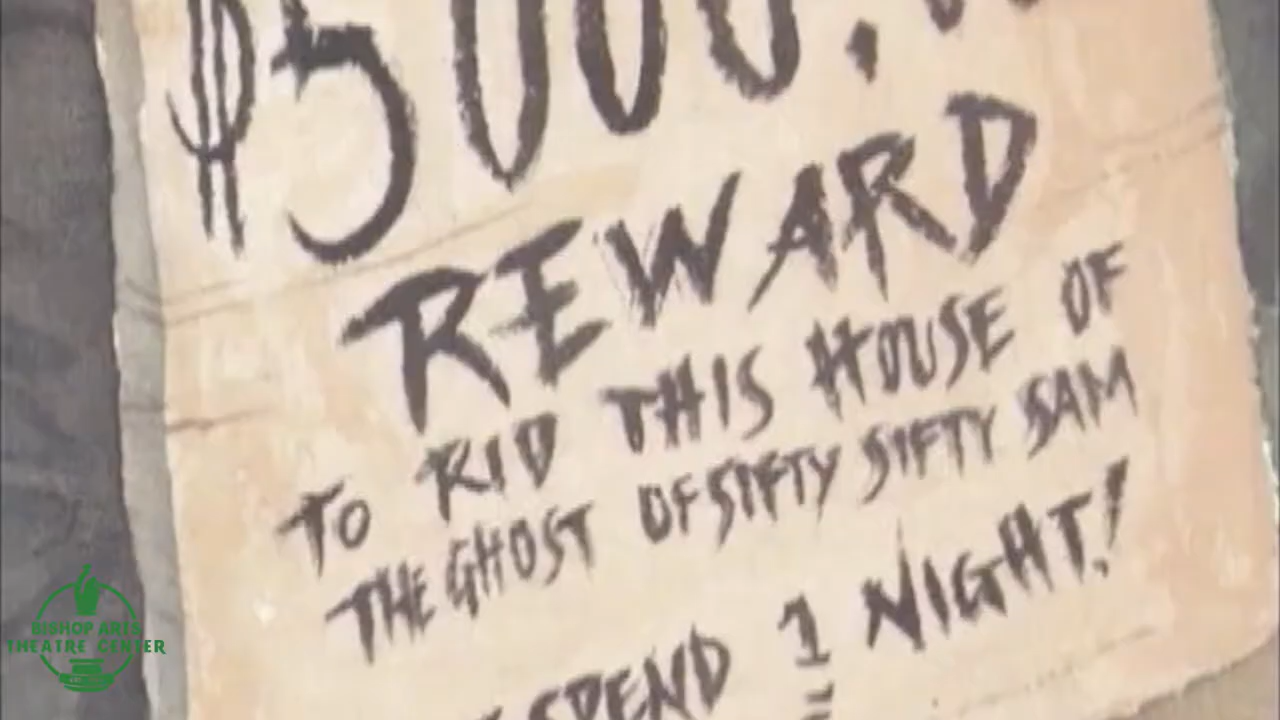 $5000.
REWARD
TO RID THIS HOUSE OF
THE GHOST OF SIFTY SIFTY SAM
SPEND 1 NIGHT!
BISHOP ARTS
THEATRE CENTER